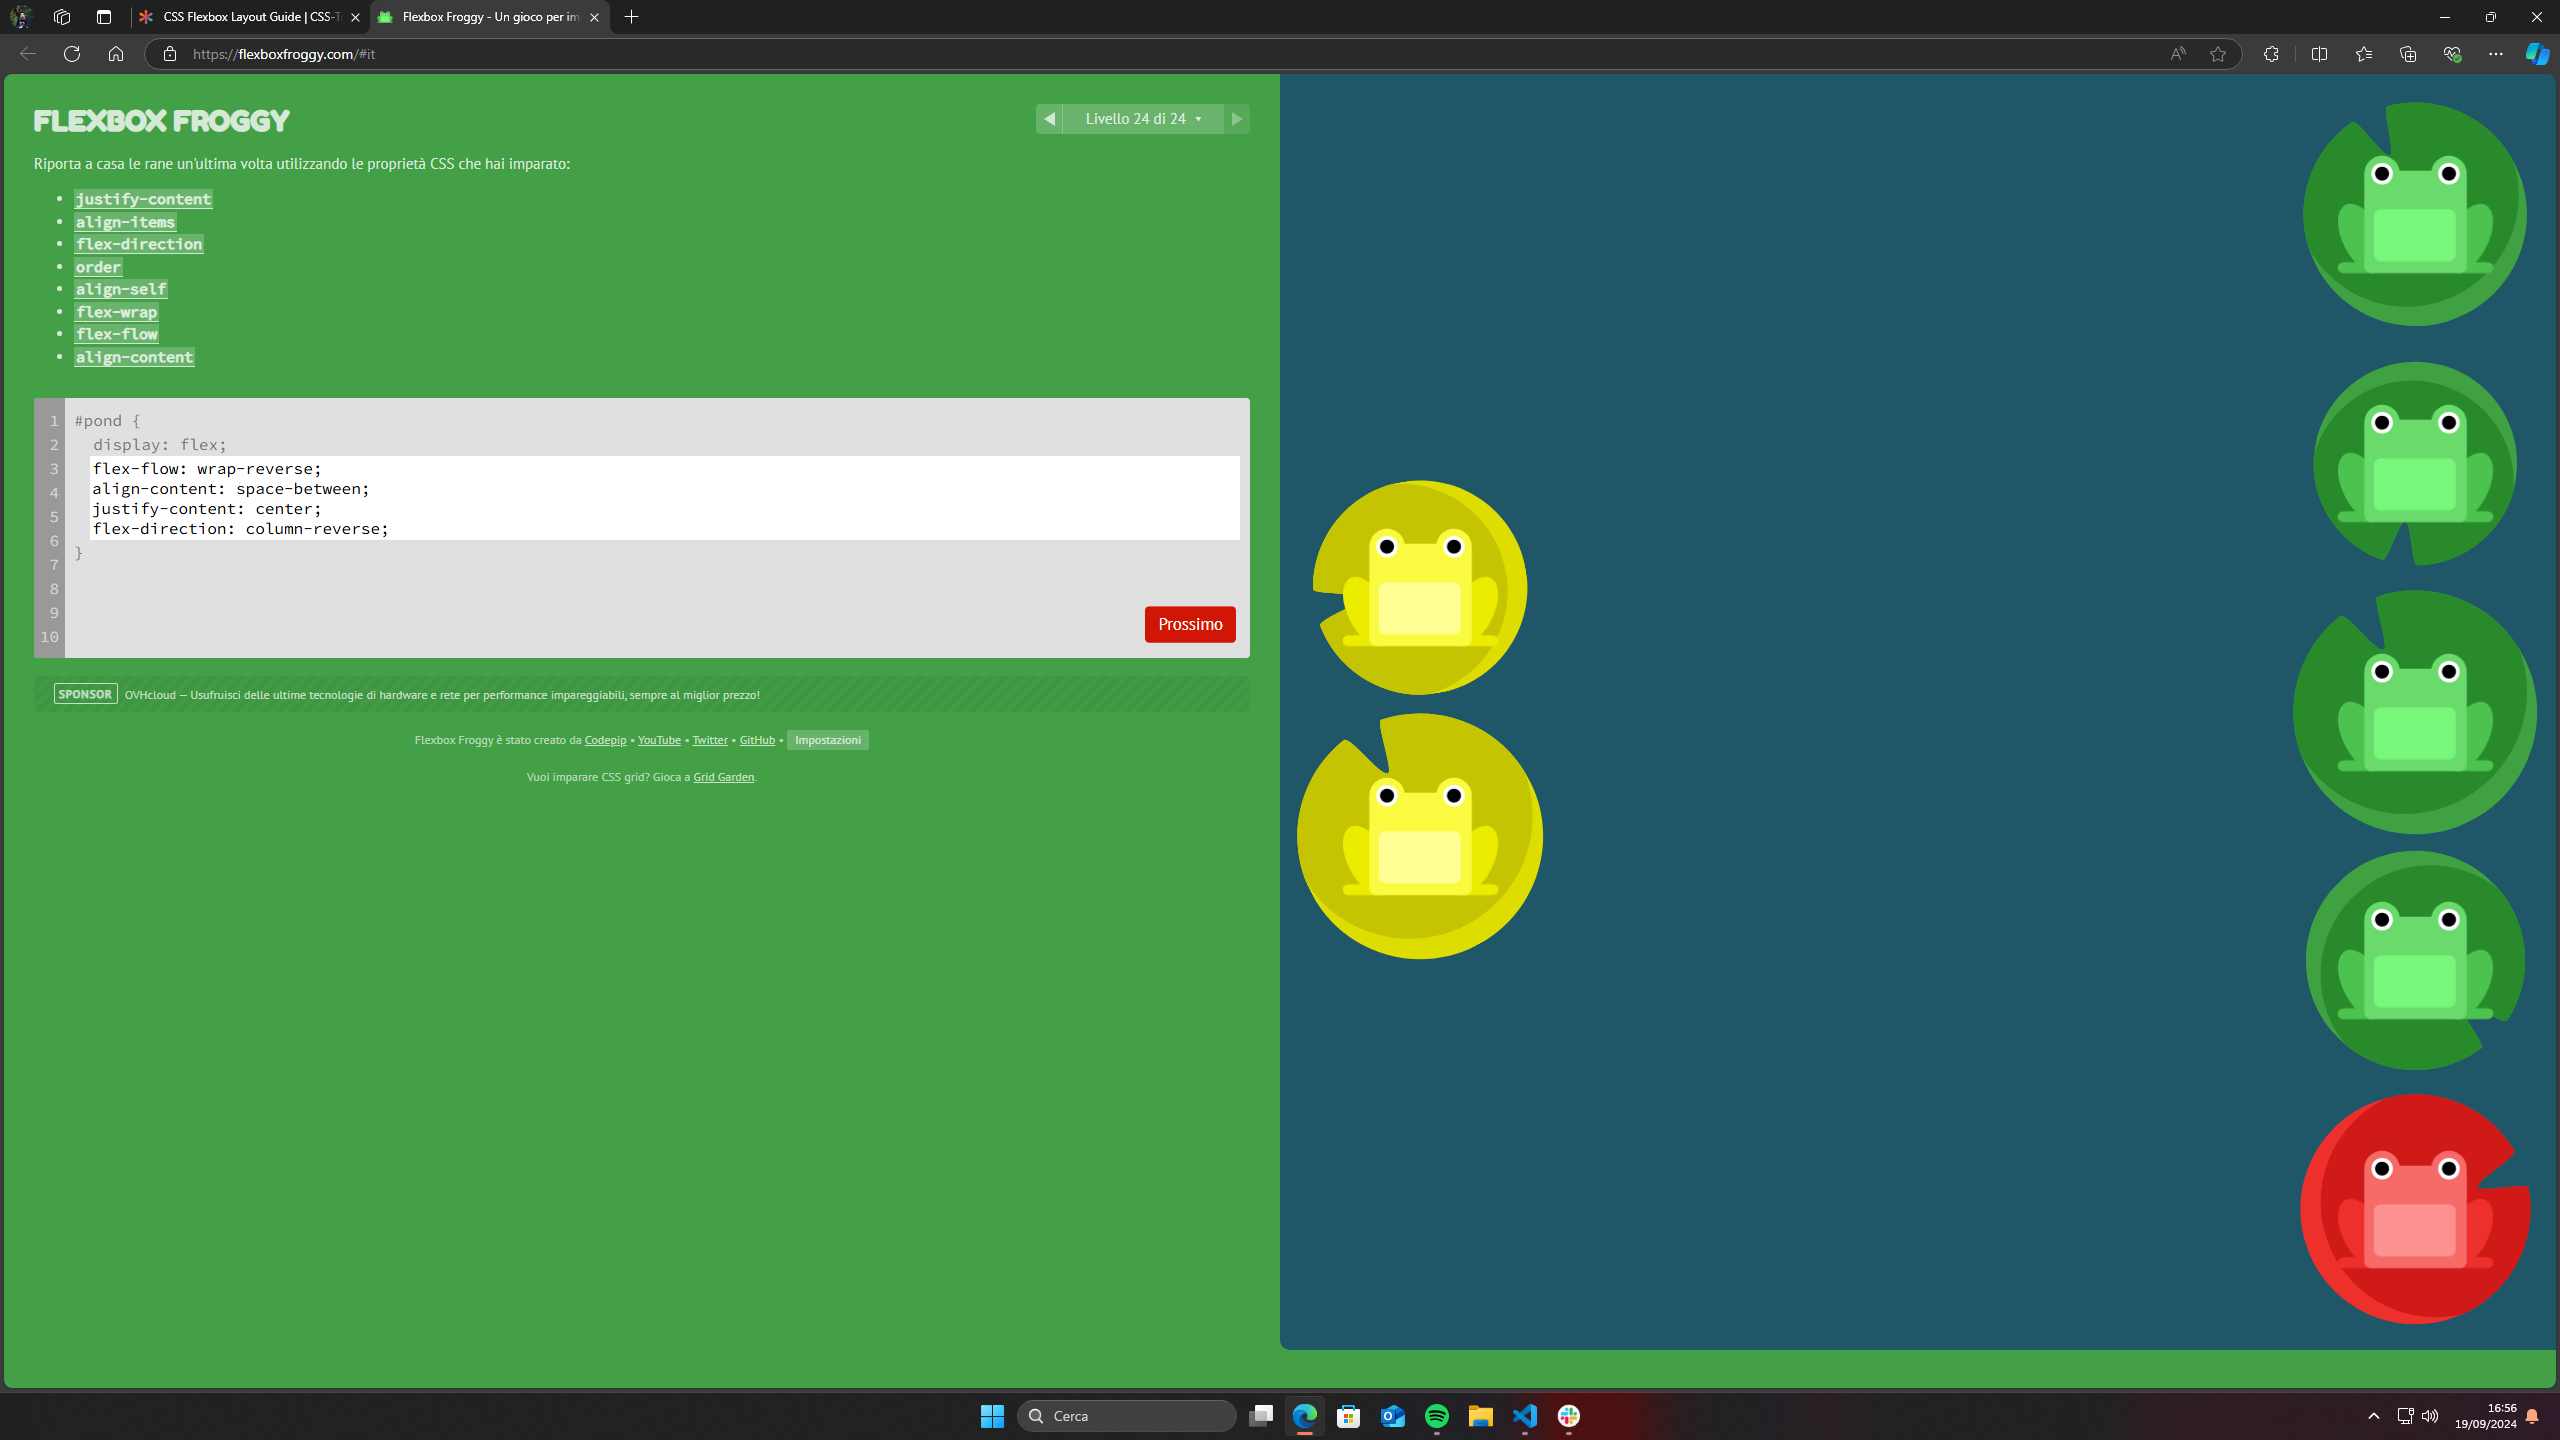 CSS Flexbox Layout Guide | CSS-T
Flexbox Froggy - Un gioco per im
https://flexboxfroggy.com/#it
FLEXBOX FROGGY
Livello 24 di 24
Riporta a casa le rane un'ultima volta utilizzando le proprietà CSS che hai imparato:
• justify-content
• align-items
• flex-direction
• order
• align-self
• flex-wrap
• flex-flow
• align-content
1 #pond {
2 display: flex;
3 flex-flow: wrap-reverse;
4 align-content: space-between;
5 justify-content: center;
6 flex-direction: column-reverse;
7 }
8
9
10
Prossimo
SPONSOR OVHcloud — Usufruisci delle ultime tecnologie di hardware e rete per performance impareggiabili, sempre al miglior prezzo!
Flexbox Froggy è stato creato da Codepip • YouTube • Twitter • GitHub • Impostazioni
Vuoi imparare CSS grid? Gioca a Grid Garden.
Cerca
16:56
19/09/2024